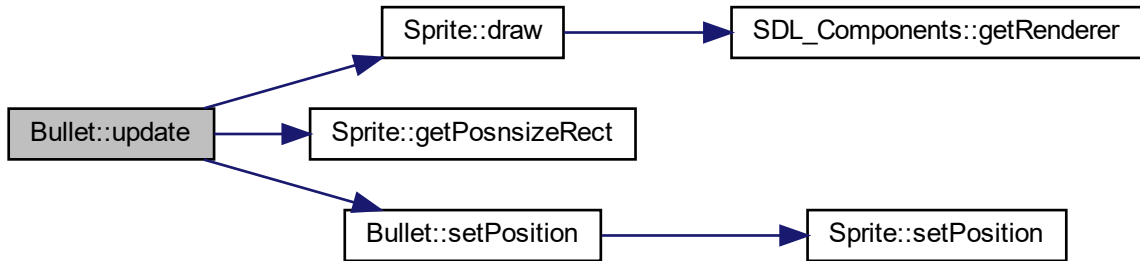 Sprite::draw
SDL_Components::getRenderer
Bullet::update
Sprite::getPosnsizeRect
Bullet::setPosition
Sprite::setPosition